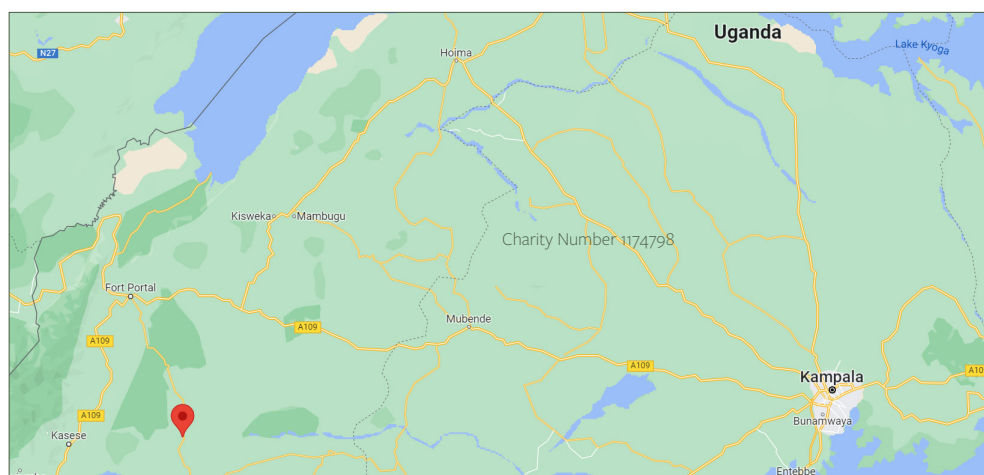 Uganda
N27
Hoima
Lake Kyoga
Kisweka
Mambugu
Charity Number 1174798
Fort Portal
A109
Mubende
A109
A109
Kampala
A109
Kasese
Bunamwaya
Entebbe